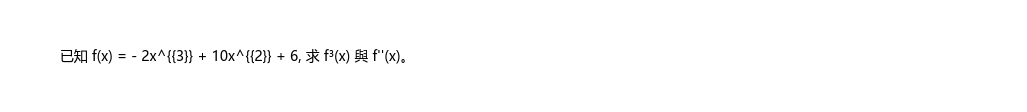 已知 f(x) = - 2x^{{3}} + 10x^{{2}} + 6, 求 f³(x) 與 f''(x)。